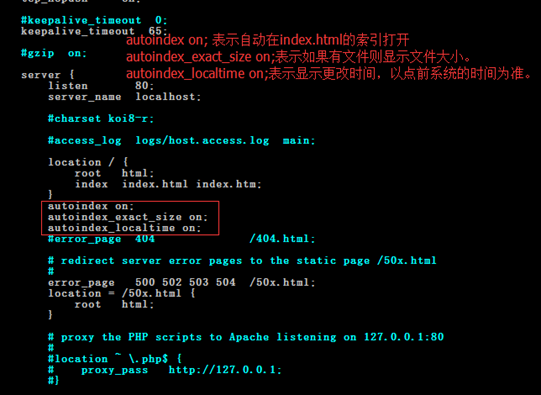 #keepalive_timeout  0;
keepalive_timeout  65;
autoindex on; 表示自动在index.html的索引打开
#gzip  on;
autoindex_exact_size on;表示如果有文件则显示文件大小。
autoindex_localtime on;表示显示更改时间，以点前系统的时间为准。
server {
listen       80;
server_name  localhost;
#charset koi8-r;
#access_log  logs/host.access.log  main;
location / {
root   html;
index  index.html index.htm;
}
autoindex on;
autoindex_exact_size on;
autoindex_localtime on;
#error_page  404              /404.html;
# redirect server error pages to the static page /50x.html
#
error_page   500 502 503 504  /50x.html;
location = /50x.html {
root   html;
}
# proxy the PHP scripts to Apache listening on 127.0.0.1:80
#
#location ~ \.php$ {
#    proxy_pass   http://127.0.0.1;
#}